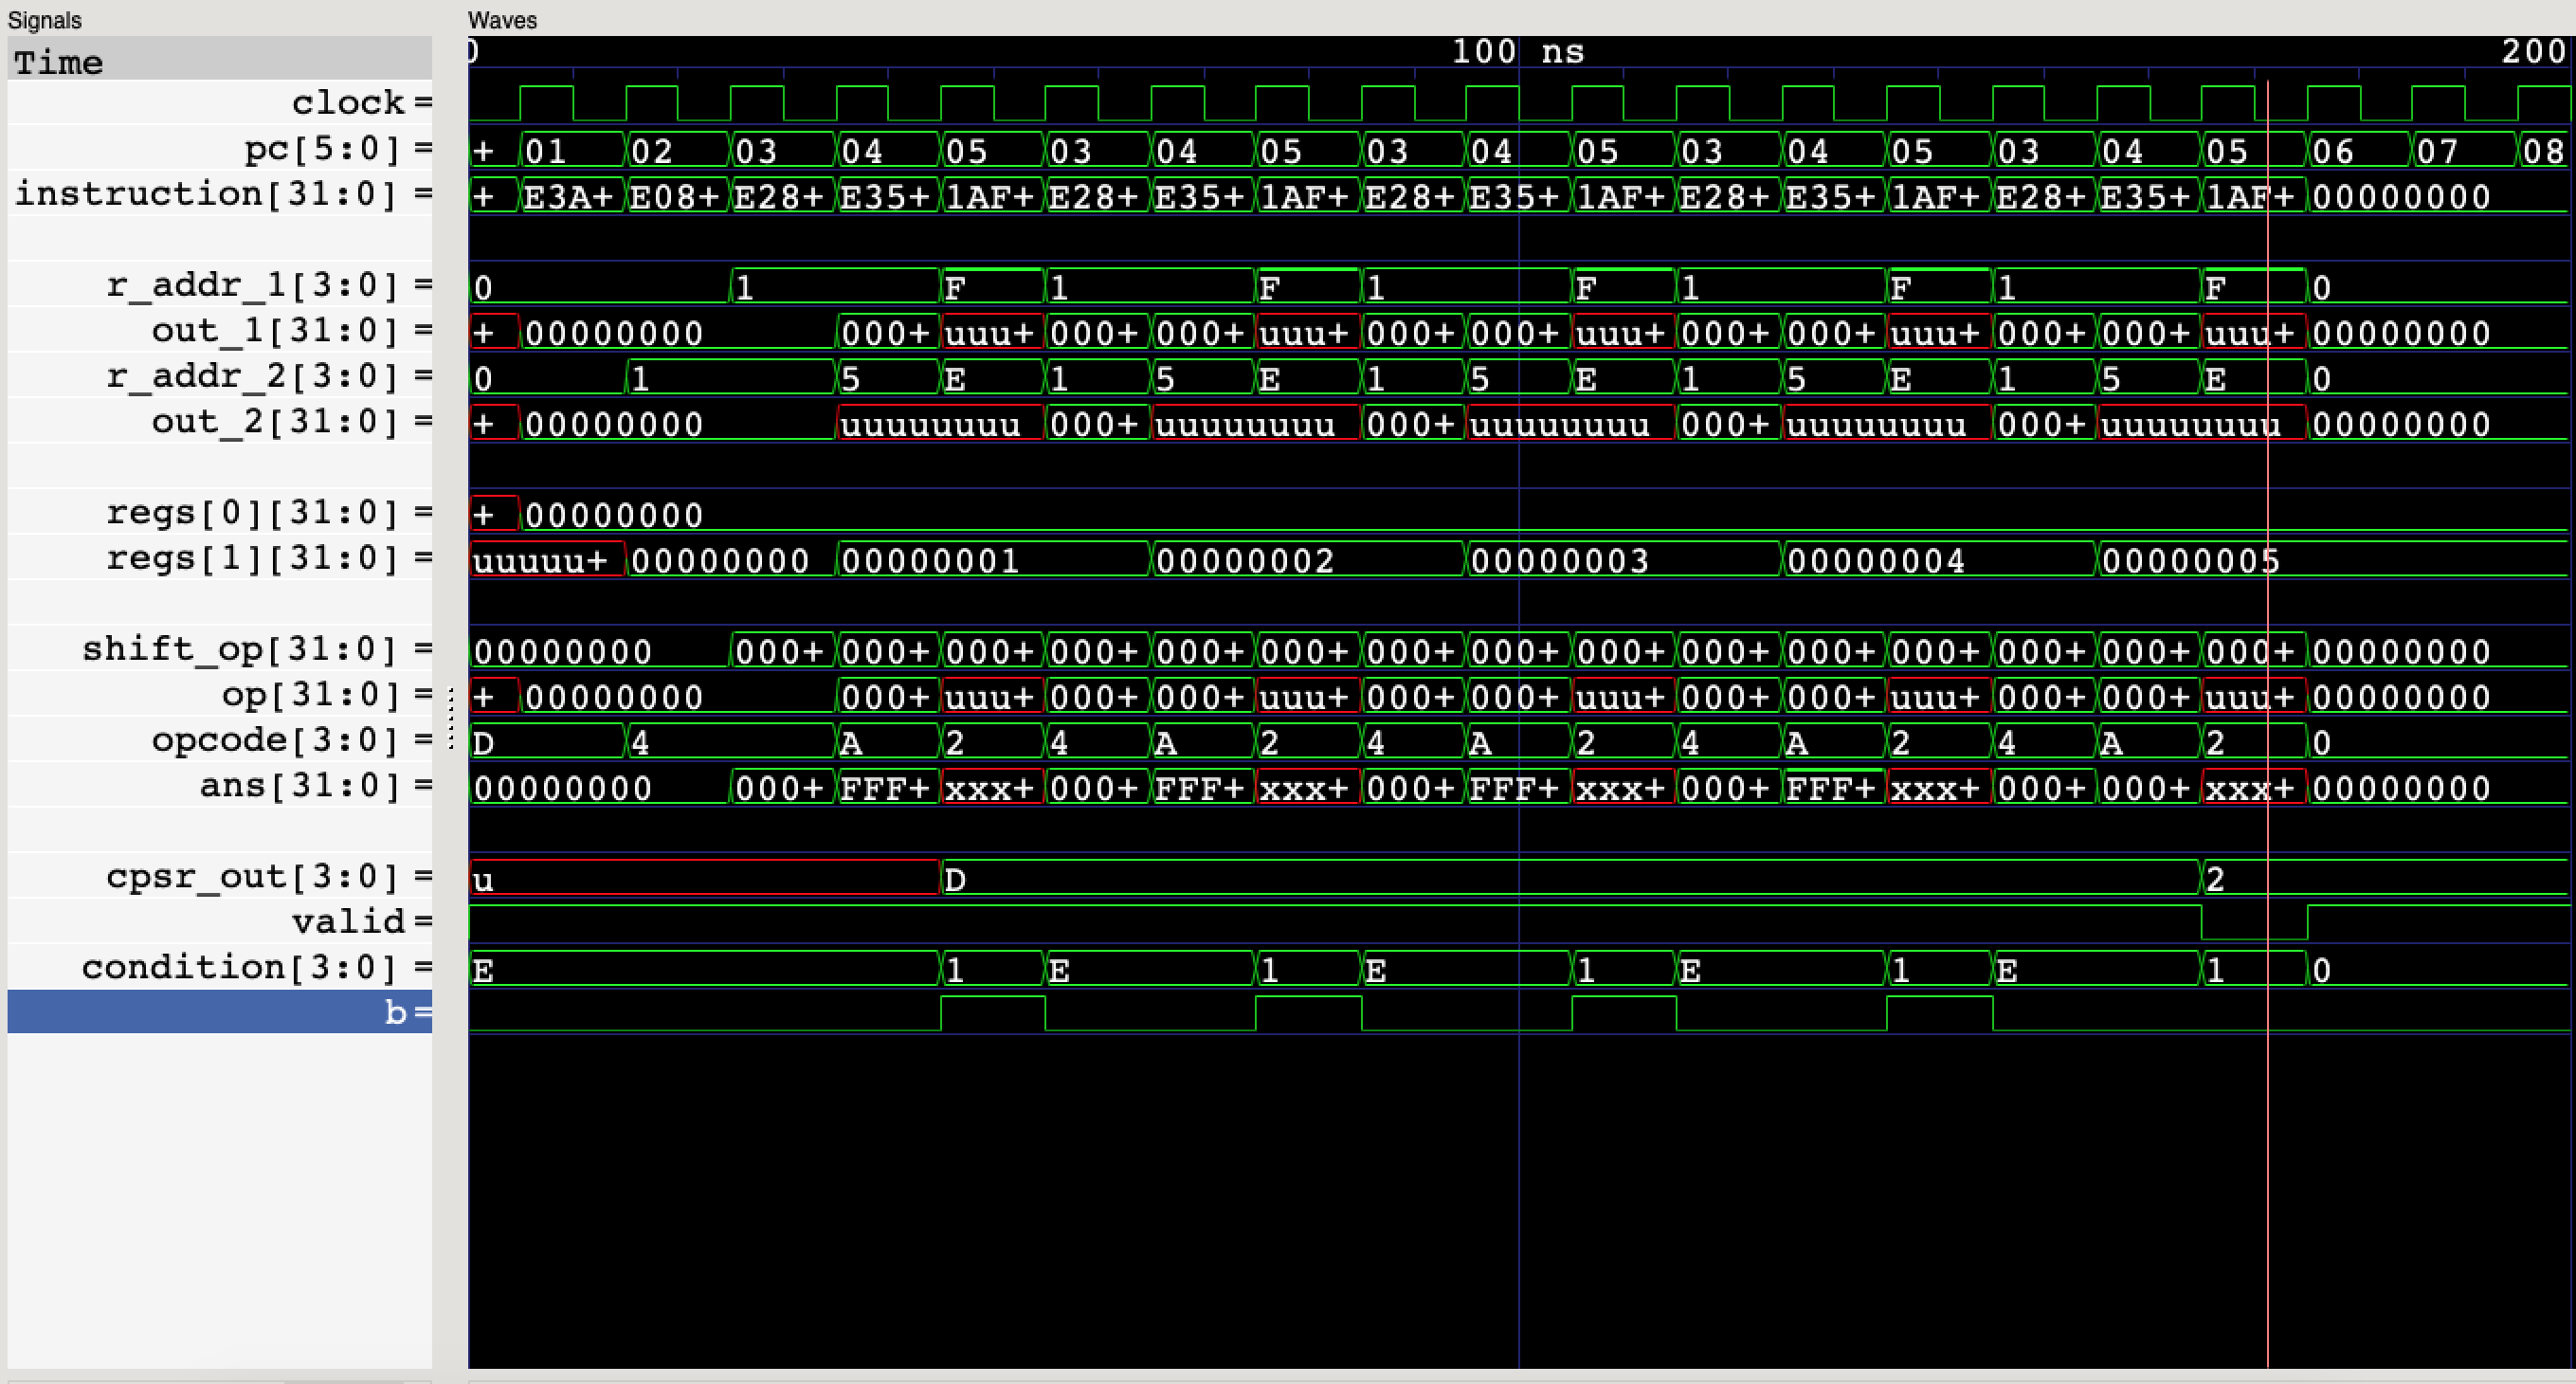 Signals Waves
Time 0 100 ns 200
clock =
pc[5:0] = + 01 02 03 04 05 03 04 05 03 04 05 03 04 05 03 04 05 06 07 08
instruction[31:0] = + E3A+ E08+ E28+ E35+ 1AF+ E28+ E35+ 1AF+ E28+ E35+ 1AF+ E28+ E35+ 1AF+ E28+ E35+ 1AF+ 00000000
r_addr_1[3:0] = 0 1 F 1 F 1 F 1 F 1 F 0
out_1[31:0] = + 00000000 000+ uuu+ 000+ 000+ uuu+ 000+ 000+ uuu+ 000+ 000+ uuu+ 000+ 000+ uuu+ 00000000
r_addr_2[3:0] = 0 1 5 E 1 5 E 1 5 E 1 5 E 1 5 E 0
out_2[31:0] = + 00000000 uuuuuuuu 000+ uuuuuuuu 000+ uuuuuuuu 000+ uuuuuuuu 000+ uuuuuuuu 00000000
regs[0][31:0] = + 00000000
regs[1][31:0] = uuuuu+ 00000000 00000001 00000002 00000003 00000004 00000005
shift_op[31:0] = 00000000 000+ 000+ 000+ 000+ 000+ 000+ 000+ 000+ 000+ 000+ 000+ 000+ 000+ 000+ 000+ 00000000
op[31:0] = + 00000000 000+ uuu+ 000+ 000+ uuu+ 000+ 000+ uuu+ 000+ 000+ uuu+ 000+ 000+ uuu+ 00000000
opcode[3:0] = D 4 A 2 4 A 2 4 A 2 4 A 2 4 A 2 0
ans[31:0] = 00000000 000+ FFF+ xxx+ 000+ FFF+ xxx+ 000+ FFF+ xxx+ 000+ FFF+ xxx+ 000+ 000+ xxx+ 00000000
cpsr_out[3:0] = u D 2
valid =
condition[3:0] = E 1 E 1 E 1 E 1 E 1 0
b =